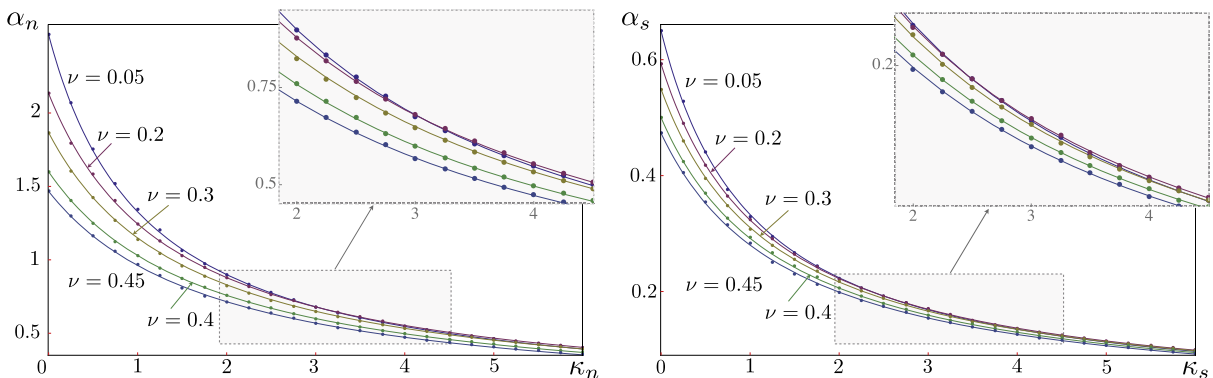 αₙ
ν = 0.05
ν = 0.2
ν = 0.3
ν = 0.45
ν = 0.4
2
1.5
1
0.5
0 1 2 3 4 5 κₙ
0.75
0.5
2 3 4
αₛ
ν = 0.05
ν = 0.2
ν = 0.3
ν = 0.45
ν = 0.4
0.6
0.4
0.2
0 1 2 3 4 5 κₛ
0.2
2 3 4